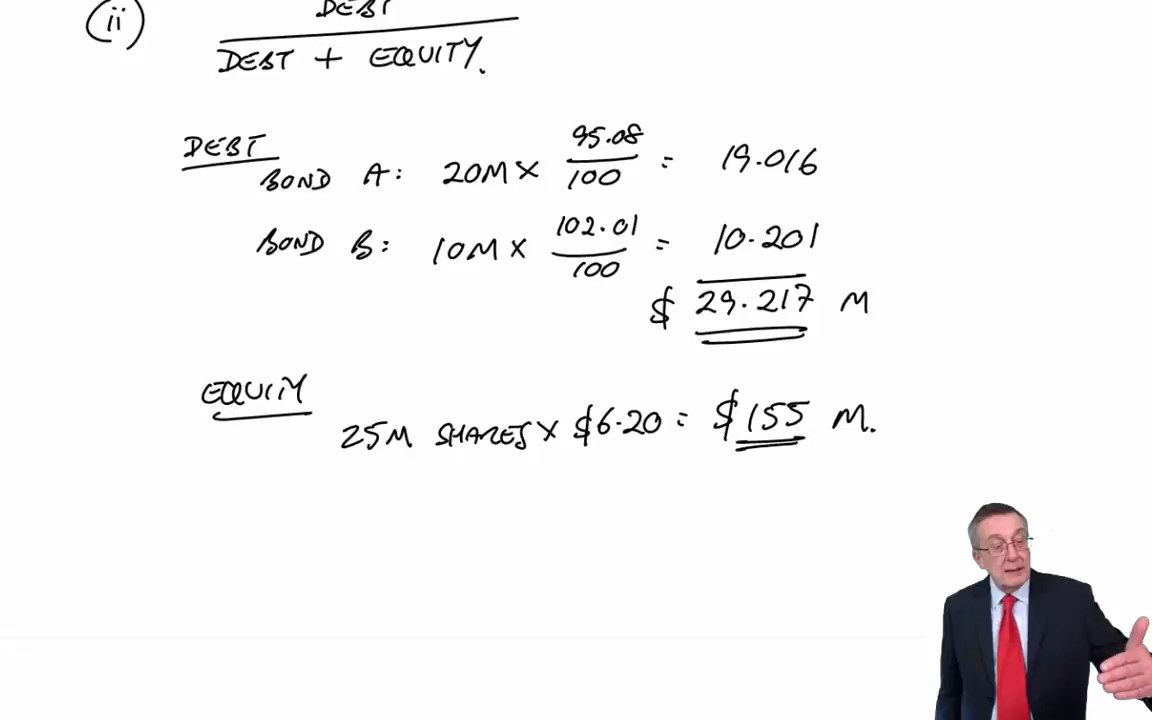 (ii) DEBT
DEBT + EQUITY.
DEBT
BOND A: 20M × 95.08/100 = 19.016
BOND B: 10M × 102.01/100 = 10.201
$ 29.217 M
EQUITY
25M SHARES × $6.20 = $155 M.